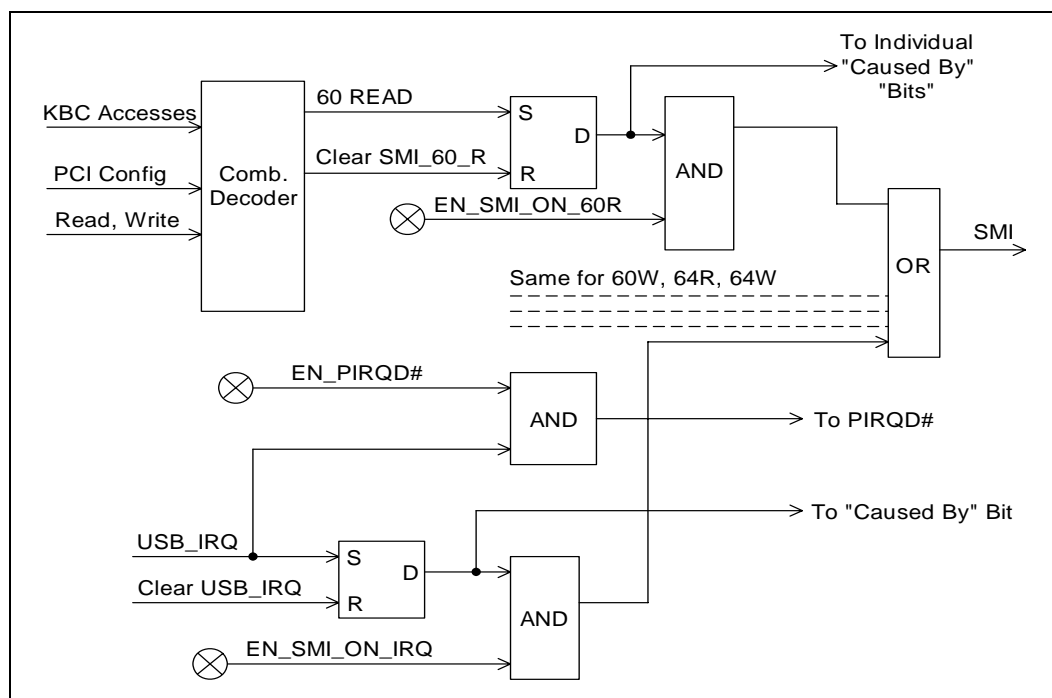 To Individual
"Caused By"
"Bits"
60 READ
KBC Accesses
S
D
Clear SMI_60_R
R
AND
PCI Config
Comb.
Decoder
EN_SMI_ON_60R
Read, Write
SMI
OR
Same for 60W, 64R, 64W
EN_PIRQD#
AND
To PIRQD#
To "Caused By" Bit
USB_IRQ
S
D
Clear USB_IRQ
R
AND
EN_SMI_ON_IRQ